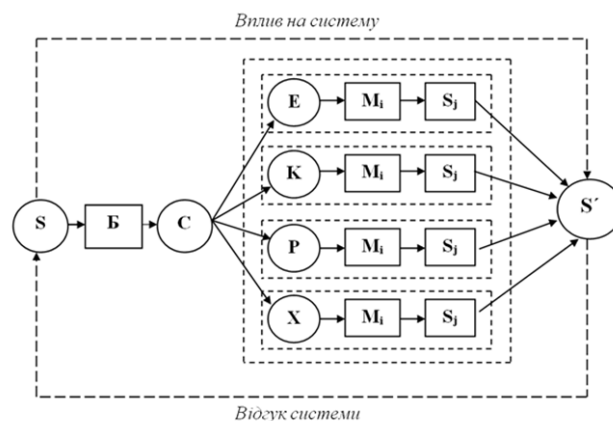 Вплив на систему
E Mᵢ Sⱼ
K Mᵢ Sⱼ
S Б C S´
P Mᵢ Sⱼ
X Mᵢ Sⱼ
Відгук системи